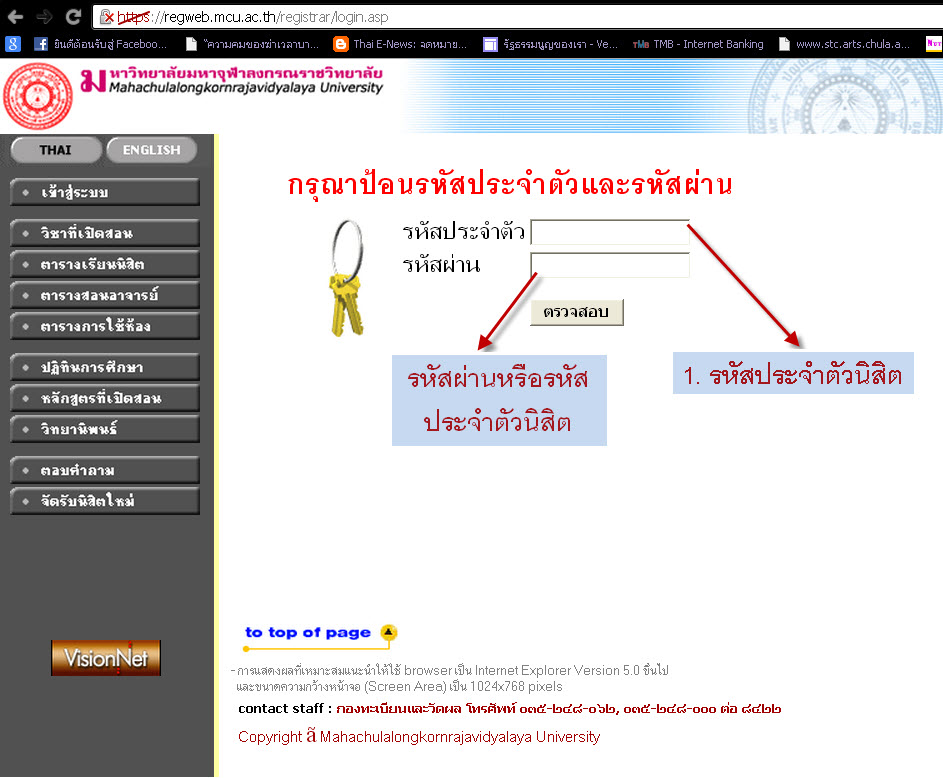 https://regweb.mcu.ac.th/registrar/login.asp
ยินดีต้อนรับสู่ Faceboo...
"ความคมของฆ่าเวลาบา...
Thai E-News: จดหมาย...
รัฐธรรมนูญของเรา - Ve...
TMB - Internet Banking
www.stc.arts.chula.a...
มหาวิทยาลัยมหาจุฬาลงกรณราชวิทยาลัย
Mahachulalongkornrajavidyalaya University
THAI
ENGLISH
เข้าสู่ระบบ
วิชาที่เปิดสอน
ตารางเรียนนิสิต
ตารางสอนอาจารย์
ตารางการใช้ห้อง
ปฏิทินการศึกษา
หลักสูตรที่เปิดสอน
วิทยานิพนธ์
ตอบคำถาม
จัดรับนิสิตใหม่
กรุณาป้อนรหัสประจำตัวและรหัสผ่าน
รหัสประจำตัว
รหัสผ่าน
ตรวจสอบ
รหัสผ่านหรือรหัส
ประจำตัวนิสิต
1. รหัสประจำตัวนิสิต
to top of page
VisionNet
- การแสดงผลที่เหมาะสมแนะนำให้ใช้ browser เป็น Internet Explorer Version 5.0 ขึ้นไป
และขนาดความกว้างหน้าจอ (Screen Area) เป็น 1024x768 pixels
contact staff : กองทะเบียนและวัดผล โทรศัพท์ ๐๓๕-๒๔๘-๐๖๒, ๐๓๕-๒๔๘-๐๐๐ ต่อ ๘๔๒๒
Copyright ลิ Mahachulalongkornrajavidyalaya University